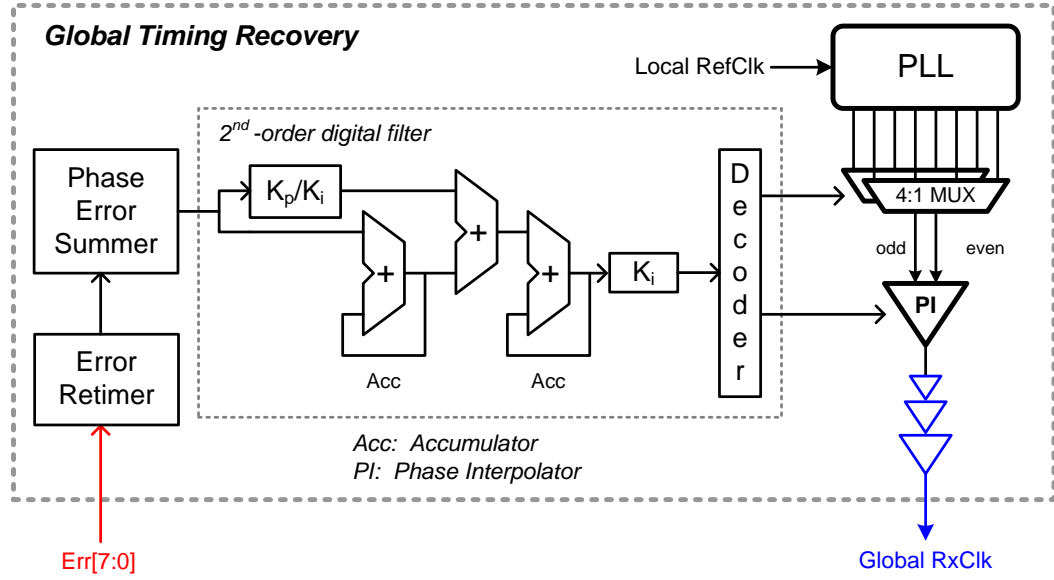 Global Timing Recovery
Local RefClk
PLL
2nd-order digital filter
Phase
Error
Summer
Kp/Ki
+
+
+
Ki
Decoder
4:1 MUX
odd
even
PI
Error
Retimer
Acc
Acc
Acc: Accumulator
PI: Phase Interpolator
Err[7:0]
Global RxClk